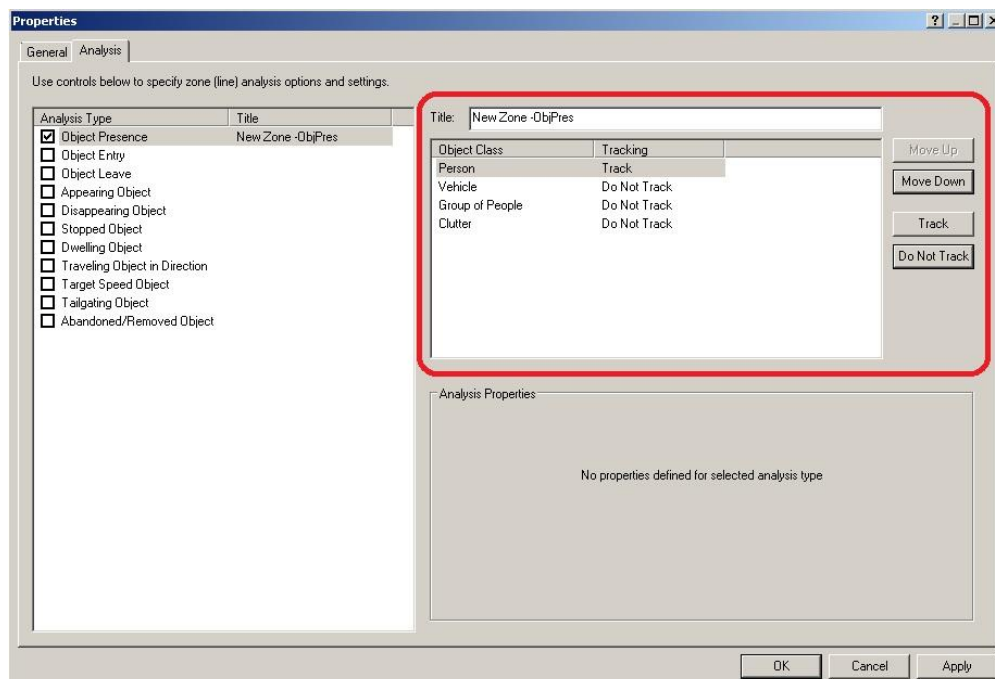 Properties
General Analysis
Use controls below to specify zone (line) analysis options and settings.
Analysis Type Title
Object Presence New Zone -ObjPres
Object Entry
Object Leave
Appearing Object
Disappearing Object
Stopped Object
Dwelling Object
Traveling Object in Direction
Target Speed Object
Tailgating Object
Abandoned/Removed Object
Title: New Zone -ObjPres
Object Class Tracking
Person Track
Vehicle Do Not Track
Group of People Do Not Track
Clutter Do Not Track
Move Up
Move Down
Track
Do Not Track
Analysis Properties
No properties defined for selected analysis type
OK Cancel Apply